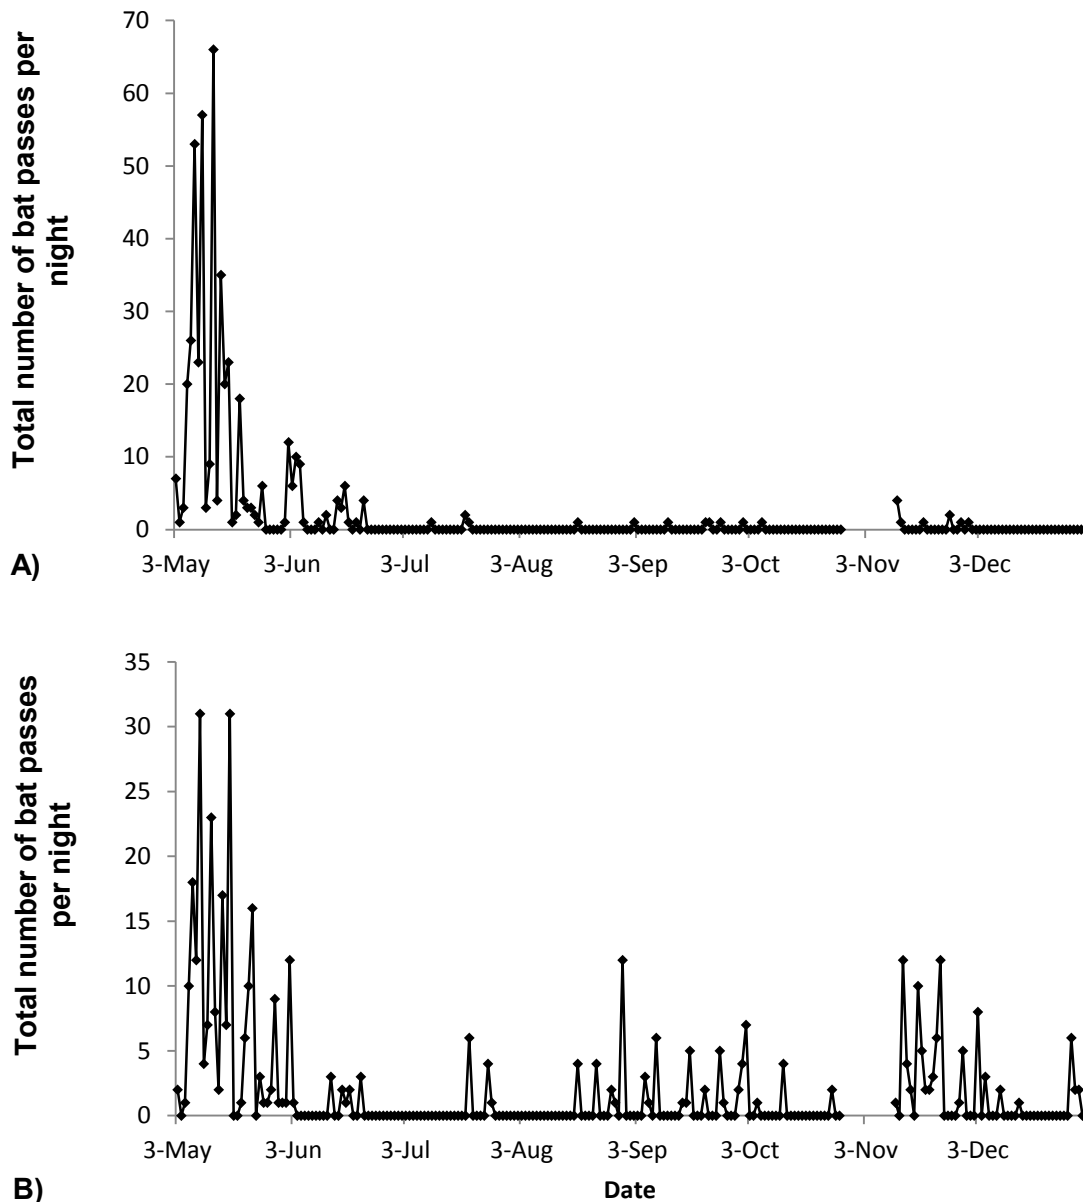 70
60
50
40
30
20
10
0
Total number of bat passes per
night
3-May 3-Jun 3-Jul 3-Aug 3-Sep 3-Oct 3-Nov 3-Dec
A)
35
30
25
20
15
10
5
0
Total number of bat passes
per night
3-May 3-Jun 3-Jul 3-Aug 3-Sep 3-Oct 3-Nov 3-Dec
B)
Date